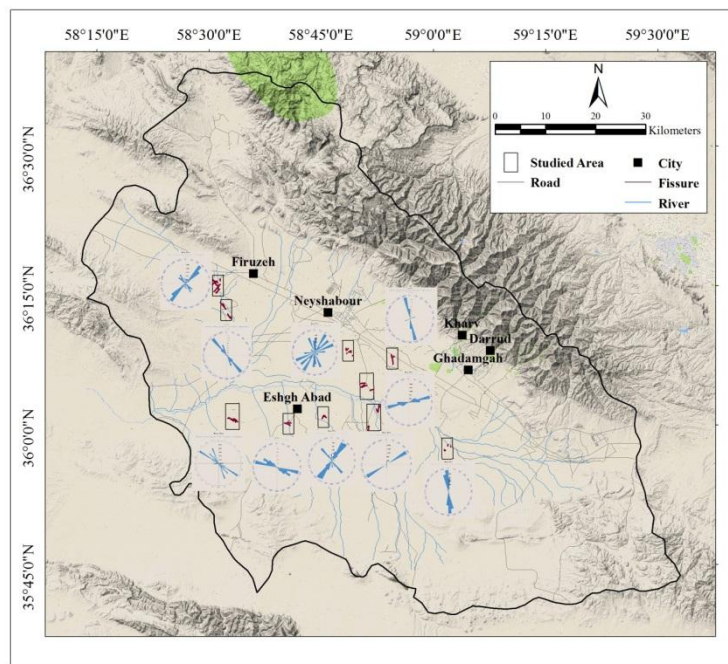 58°15'0"E 58°30'0"E 58°45'0"E 59°0'0"E 59°15'0"E 59°30'0"E
N
0 10 20 30
Kilometers
Studied Area
City
Road
Fissure
River
36°30'0"N
36°15'0"N
36°0'0"N
35°45'0"N
Firuzeh
Neyshabour
Kharv
Darrud
Ghadamgah
Eshgh Abad